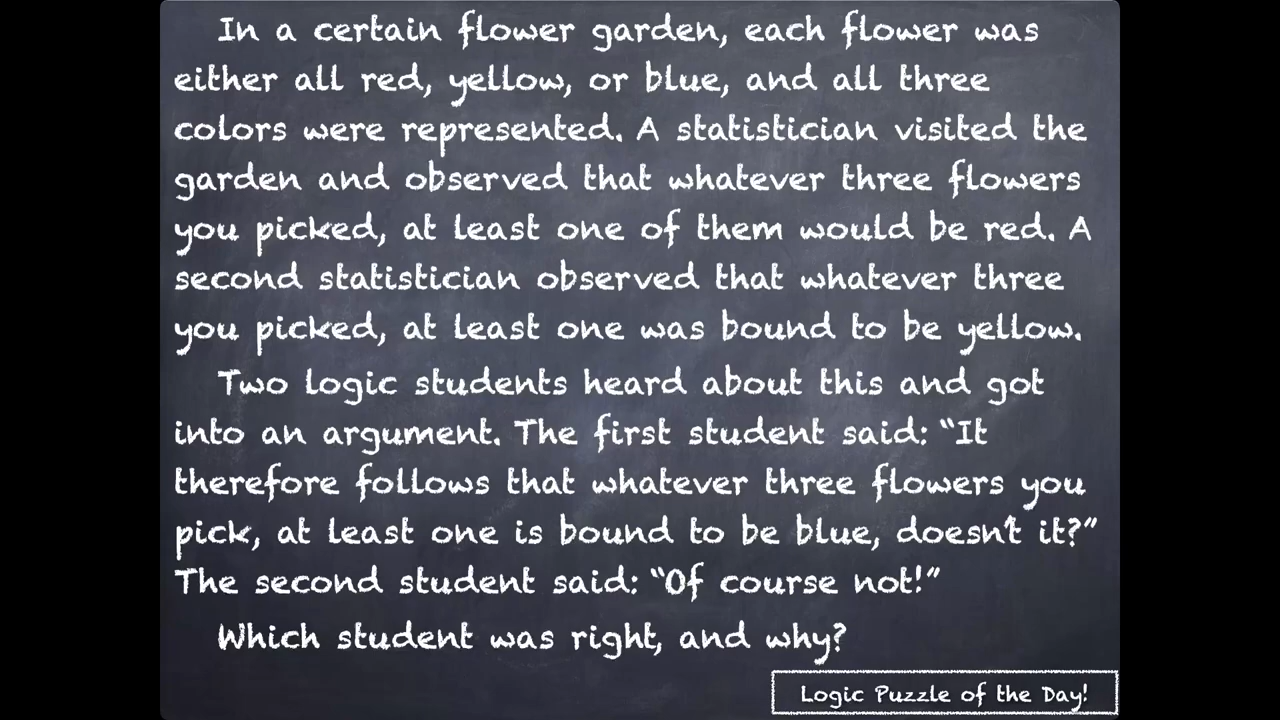 In a certain flower garden, each flower was
either all red, yellow, or blue, and all three
colors were represented. A statistician visited the
garden and observed that whatever three flowers
you picked, at least one of them would be red. A
second statistician observed that whatever three
you picked, at least one was bound to be yellow.
Two logic students heard about this and got
into an argument. The first student said: “It
therefore follows that whatever three flowers you
pick, at least one is bound to be blue, doesn’t it?”
The second student said: “Of course not!”
Which student was right, and why?
Logic Puzzle of the Day!